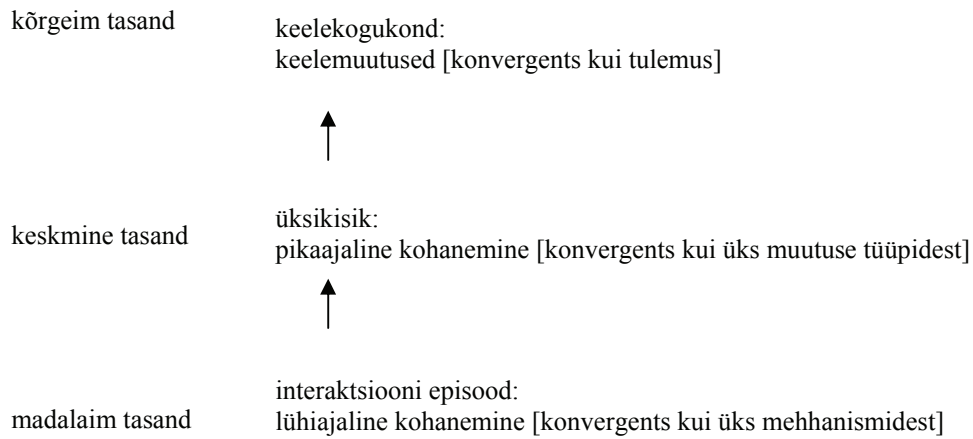 kõrgeim tasand
keelekogukond:
keelemuutused [konvergents kui tulemus]
keskmine tasand
üksikisik:
pikaajaline kohanemine [konvergents kui üks muutuse tüüpidest]
madalaim tasand
interaktsiooni episood:
lühiajaline kohanemine [konvergents kui üks mehhanismidest]